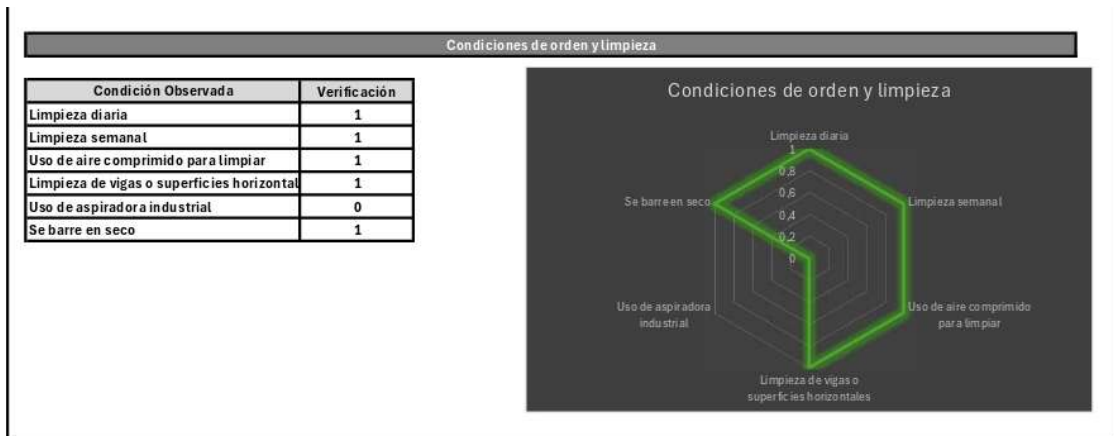 Condiciones de orden y limpieza
Condición Observada Verificación
Limpieza diaria 1
Limpieza semanal 1
Uso de aire comprimido para limpiar 1
Limpieza de vigas o superficies horizontal 1
Uso de aspiradora industrial 0
Se barre en seco 1
Condiciones de orden y limpieza
Limpieza diaria
1
0,8
0,6
0,4
0,2
0
Limpieza semanal
Uso de aire comprimido
para limpiar
Limpieza de vigas o
superficies horizontales
Uso de aspiradora
industrial
Se barre en seco